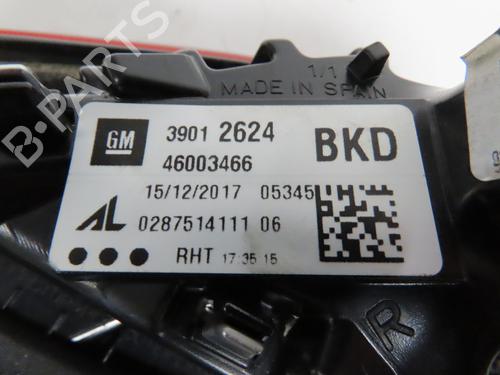 1/1
MADE IN SPAIN
GM 3901 2624 BKD
46003466
15/12/2017 05345
AL 0287514111 06
RHT 17:35 15
R
B-PARTS